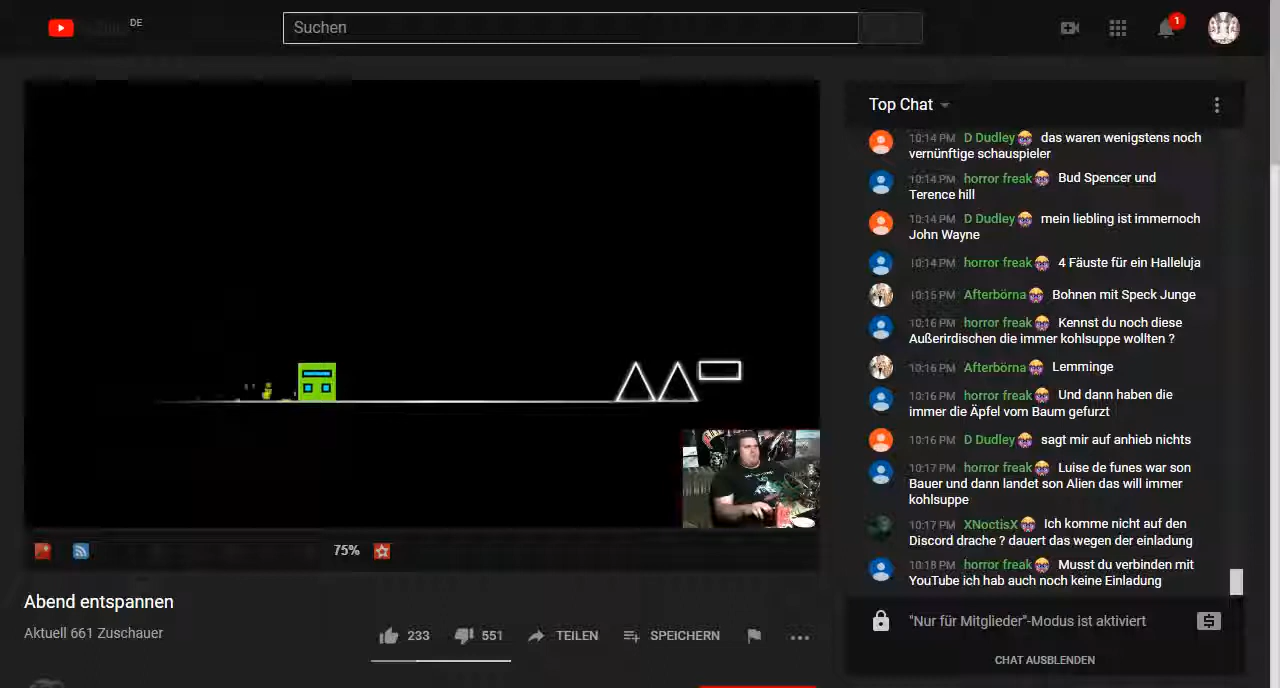 DE
Suchen
1
Top Chat
10:14 PM D Dudley das waren wenigstens noch
vernünftige schauspieler
10:14 PM horror freak Bud Spencer und
Terence hill
10:14 PM D Dudley mein liebling ist immernoch
John Wayne
10:14 PM horror freak 4 Fäuste für ein Halleluja
10:15 PM Afterbörna Bohnen mit Speck Junge
10:16 PM horror freak Kennst du noch diese
Außerirdischen die immer kohlsuppe wollten ?
10:16 PM Afterbörna Lemminge
10:16 PM horror freak Und dann haben die
immer die Äpfel vom Baum gefurzt
10:16 PM D Dudley sagt mir auf anhieb nichts
10:17 PM horror freak Luise de funes war son
Bauer und dann landet son Alien das will immer
kohlsuppe
10:17 PM XNoctisX Ich komme nicht auf den
Discord drache ? dauert das wegen der einladung
10:18 PM horror freak Musst du verbinden mit
YouTube ich hab auch noch keine Einladung
"Nur für Mitglieder"-Modus ist aktiviert
CHAT AUSBLENDEN
75%
Abend entspannen
Aktuell 661 Zuschauer
233
551
TEILEN
SPEICHERN